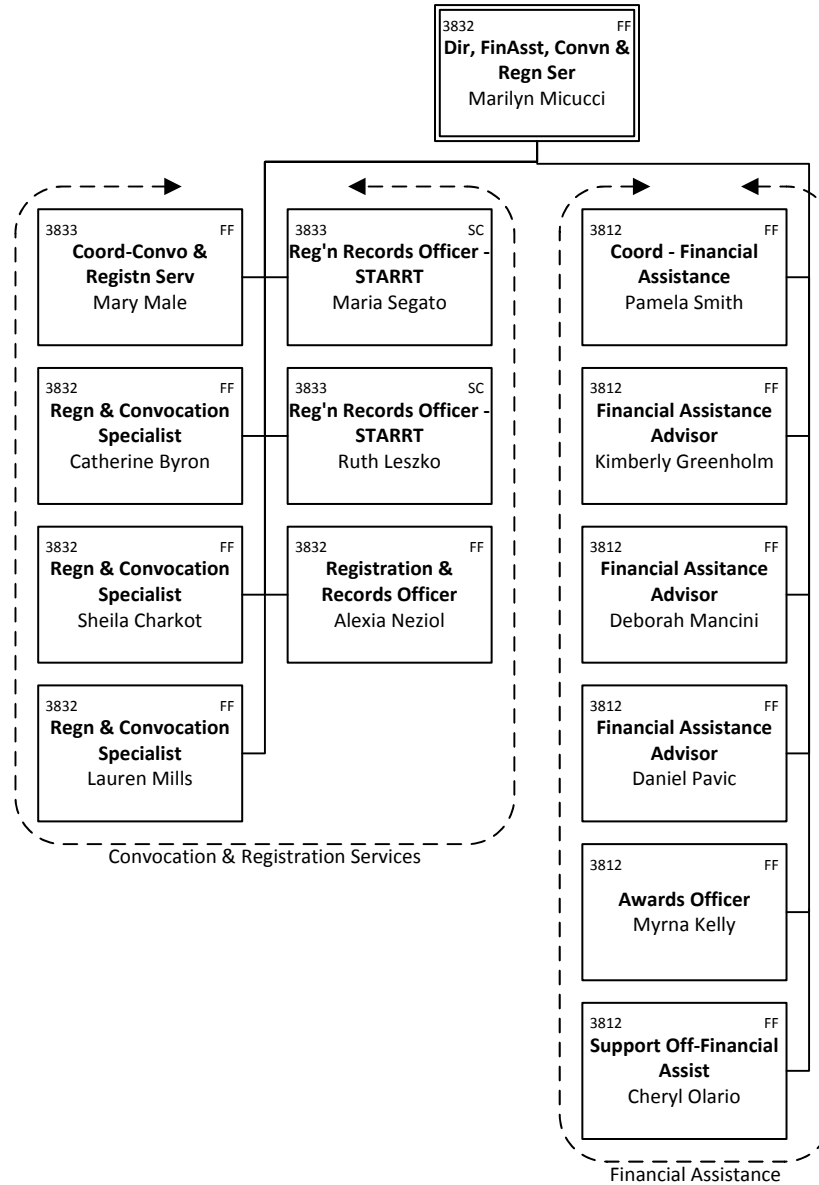 3832 FF
Dir, FinAsst, Convn &
Regn Ser
Marilyn Micucci
3833 FF
Coord-Convo &
Registn Serv
Mary Male
3833 SC
Reg'n Records Officer -
STARRT
Maria Segato
3832 FF
Regn & Convocation
Specialist
Catherine Byron
3833 SC
Reg'n Records Officer -
STARRT
Ruth Leszko
3832 FF
Regn & Convocation
Specialist
Sheila Charkot
3832 FF
Registration &
Records Officer
Alexia Neziol
3832 FF
Regn & Convocation
Specialist
Lauren Mills
Convocation & Registration Services
3812 FF
Coord - Financial
Assistance
Pamela Smith
3812 FF
Financial Assistance
Advisor
Kimberly Greenholm
3812 FF
Financial Assitance
Advisor
Deborah Mancini
3812 FF
Financial Assistance
Advisor
Daniel Pavic
3812 FF
Awards Officer
Myrna Kelly
3812 FF
Support Off-Financial
Assist
Cheryl Olario
Financial Assistance